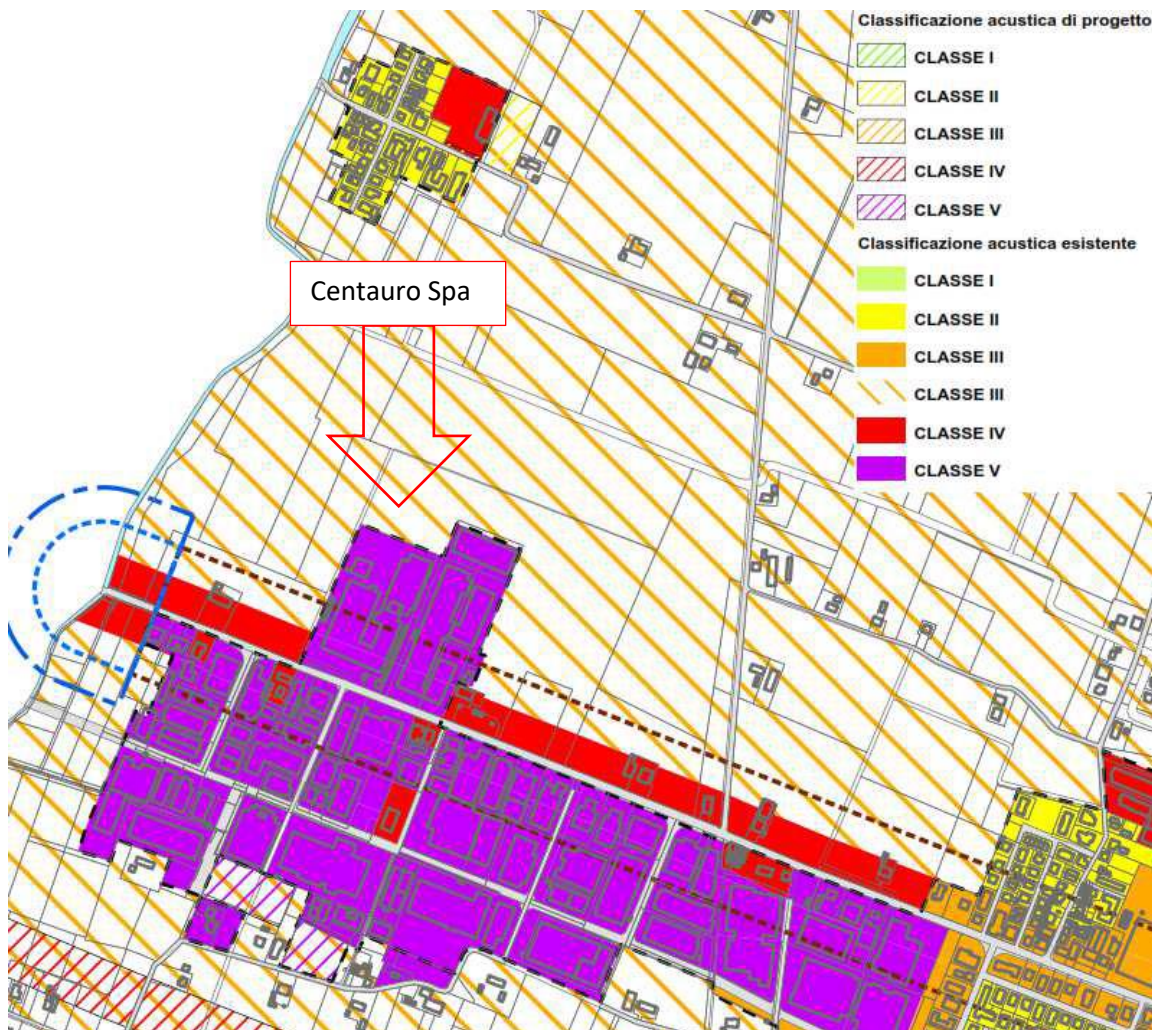 Classificazione acustica di progetto
CLASSE I
CLASSE II
CLASSE III
CLASSE IV
CLASSE V
Classificazione acustica esistente
CLASSE I
CLASSE II
CLASSE III
CLASSE III
CLASSE IV
CLASSE V
Centauro Spa